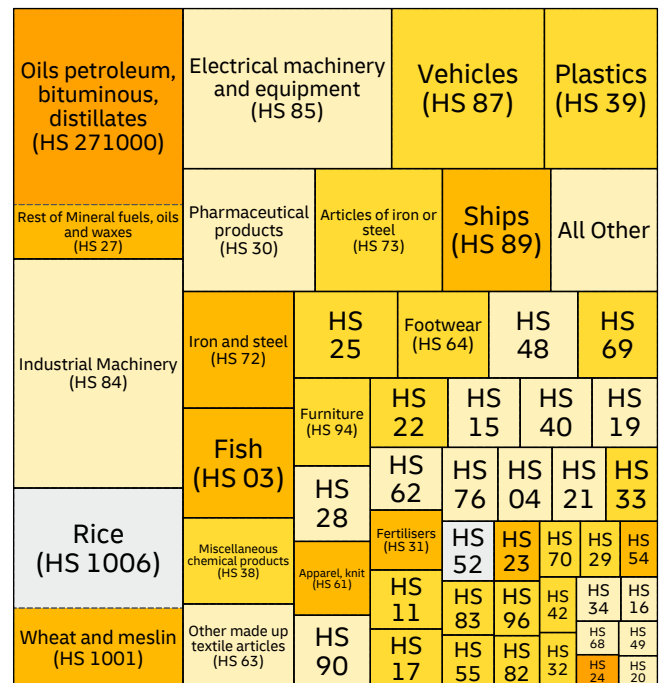 Oils petroleum,
bituminous,
distillates
(HS 271000)
Rest of Mineral fuels, oils
and waxes
(HS 27)
Industrial Machinery
(HS 84)
Rice
(HS 1006)
Wheat and meslin
(HS 1001)
Electrical machinery
and equipment
(HS 85)
Vehicles
(HS 87)
Plastics
(HS 39)
Pharmaceutical
products
(HS 30)
Articles of iron or
steel
(HS 73)
Ships
(HS 89)
All Other
Iron and steel
(HS 72)
Fish
(HS 03)
Miscellaneous
chemical products
(HS 38)
Other made up
textile articles
(HS 63)
HS
25
Footwear
(HS 64)
HS
48
HS
69
Furniture
(HS 94)
HS
28
Apparel, knit
(HS 61)
HS
90
HS
22
HS
15
HS
40
HS
19
HS
62
Fertilisers
(HS 31)
HS
11
HS
17
HS
76
HS
04
HS
21
HS
33
HS
52
HS
23
HS
70
HS
29
HS
54
HS
83
HS
96
HS
42
HS
34
HS
16
HS
55
HS
82
HS
32
HS
68
HS
49
HS
24
HS
20